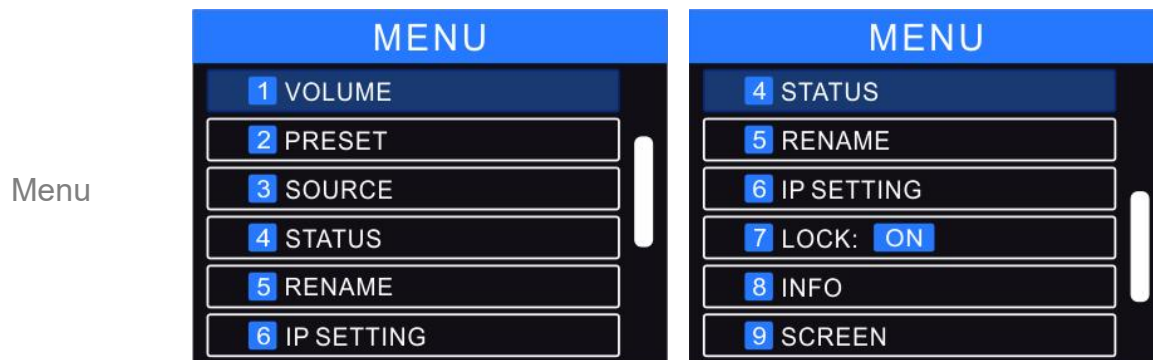 Menu
MENU
1 VOLUME
2 PRESET
3 SOURCE
4 STATUS
5 RENAME
6 IP SETTING
MENU
4 STATUS
5 RENAME
6 IP SETTING
7 LOCK: ON
8 INFO
9 SCREEN